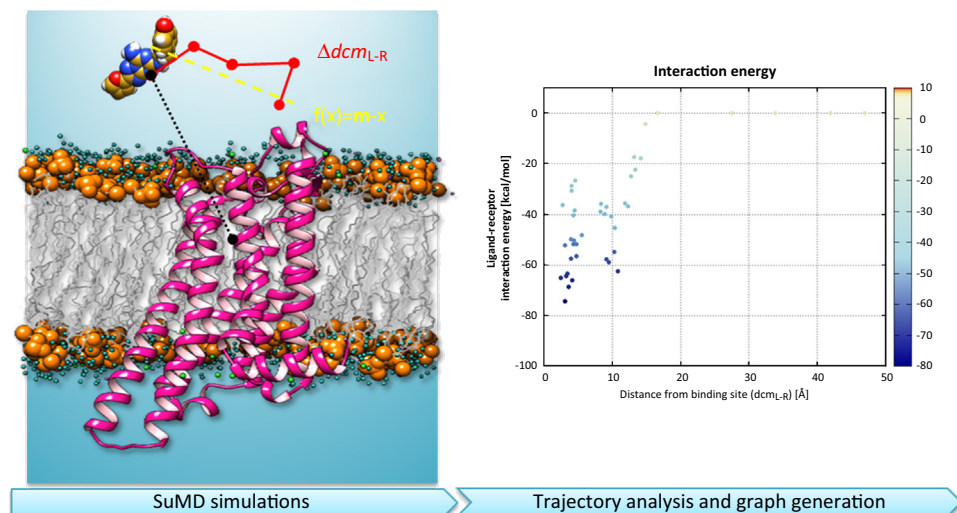 Δdcm L-R
f(x)=m·x
Interaction energy
Ligand-receptor
interaction energy [kcal/mol]
0
-20
-40
-60
-80
-100
0 10 20 30 40 50
Distance from binding site (dcm L-R) [Å]
10
0
-10
-20
-30
-40
-50
-60
-70
-80
SuMD simulations
Trajectory analysis and graph generation